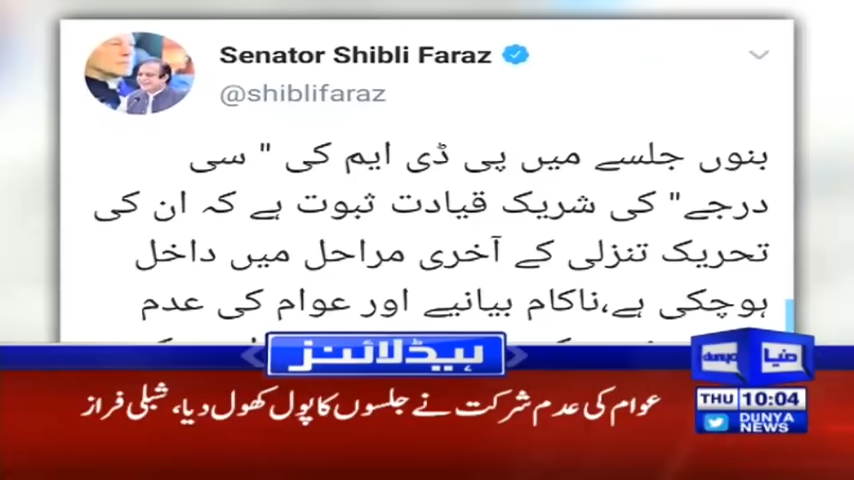 Senator Shibli Faraz
@shiblifaraz
بنوں جلسے میں پی ڈی ایم کی " سی
درجے" کی شریک قیادت ثبوت ہے کہ ان کی
تحریک تنزلی کے آخری مراحل میں داخل
ہوچکی ہے،ناکام بیانیے اور عوام کی عدم
ہیڈلائنز
عوام کی عدم شرکت نے جلسوں کا پول کھول دیا، شبلی فراز
dunya دنیا
THU 10:04
DUNYA
NEWS